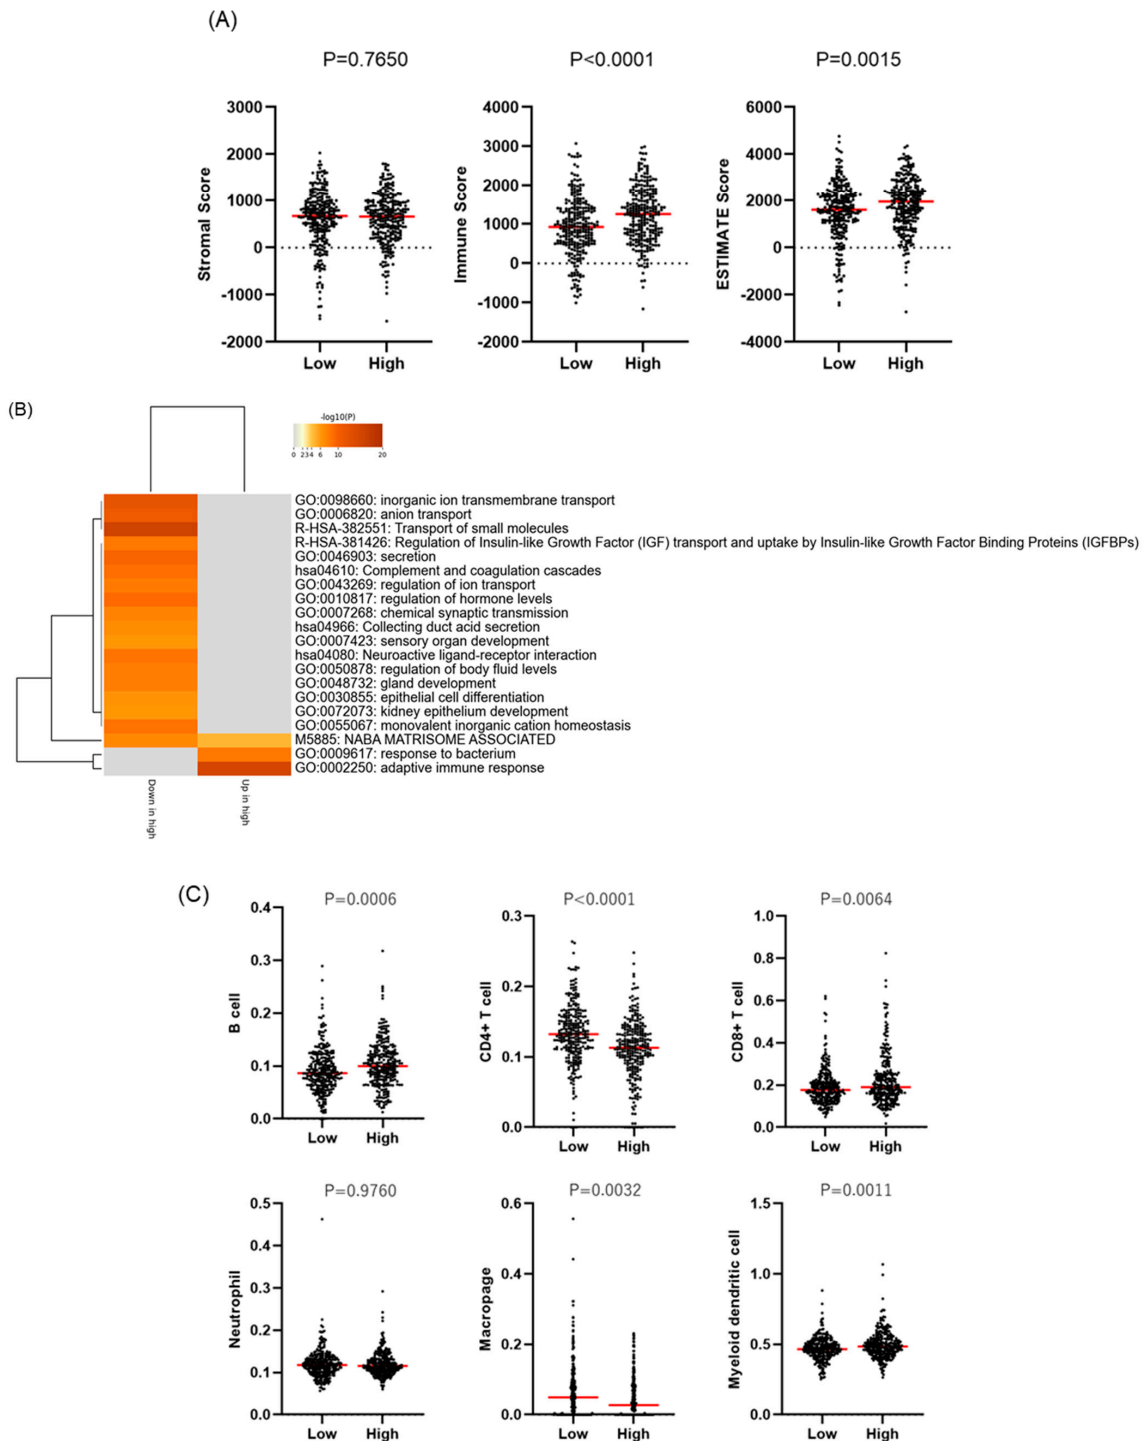 (A)
P=0.7650
P<0.0001
P=0.0015
Stromal Score
3000
2000
1000
0
-1000
-2000
Low High
Immune Score
4000
3000
2000
1000
0
-1000
-2000
Low High
ESTIMATE Score
6000
4000
2000
0
-2000
-4000
Low High
(B)
-log10(P)
0 2 3 4 6 10 20
GO:0098660: inorganic ion transmembrane transport
GO:0006820: anion transport
R-HSA-382551: Transport of small molecules
R-HSA-381426: Regulation of Insulin-like Growth Factor (IGF) transport and uptake by Insulin-like Growth Factor Binding Proteins (IGFBPs)
GO:0046903: secretion
hsa04610: Complement and coagulation cascades
GO:0043269: regulation of ion transport
GO:0010817: regulation of hormone levels
GO:0007268: chemical synaptic transmission
hsa04966: Collecting duct acid secretion
GO:0007423: sensory organ development
hsa04080: Neuroactive ligand-receptor interaction
GO:0050878: regulation of body fluid levels
GO:0048732: gland development
GO:0030855: epithelial cell differentiation
GO:0072073: kidney epithelium development
GO:0055067: monovalent inorganic cation homeostasis
M5885: NABA MATRISOME ASSOCIATED
GO:0009617: response to bacterium
GO:0002250: adaptive immune response
Down in high
Up in high
(C)
P=0.0006
B cell
0.4
0.3
0.2
0.1
0.0
Low High
P<0.0001
CD4+ T cell
0.3
0.2
0.1
0.0
Low High
P=0.0064
CD8+ T cell
1.0
0.8
0.6
0.4
0.2
0.0
Low High
P=0.9760
Neutrophil
0.5
0.4
0.3
0.2
0.1
0.0
Low High
P=0.0032
Macropage
0.6
0.4
0.2
0.0
Low High
P=0.0011
Myeloid dendritic cell
1.5
1.0
0.5
0.0
Low High